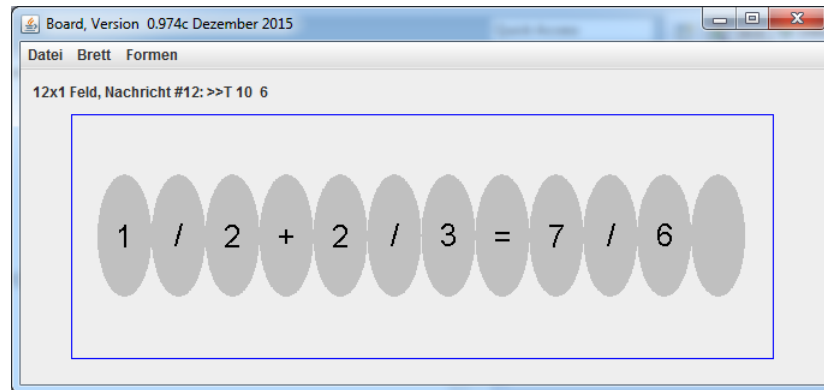 Board, Version 0.974c Dezember 2015
Datei Brett Formen
12x1 Feld, Nachricht #12: >>T 10 6
1 / 2 + 2 / 3 = 7 / 6